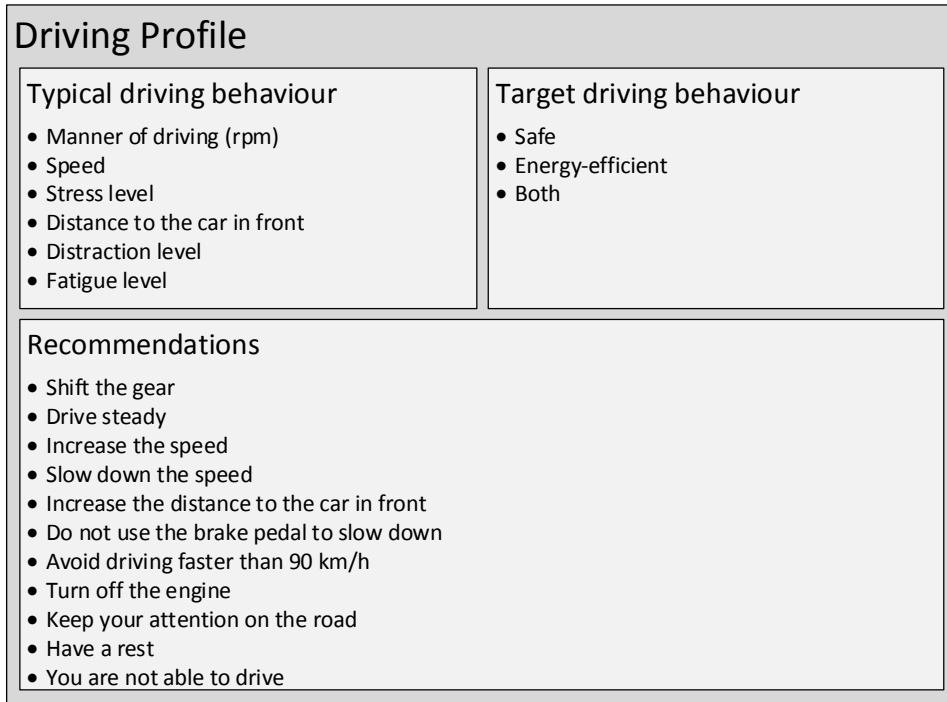 Driving Profile
Typical driving behaviour
• Manner of driving (rpm)
• Speed
• Stress level
• Distance to the car in front
• Distraction level
• Fatigue level
Target driving behaviour
• Safe
• Energy-efficient
• Both
Recommendations
• Shift the gear
• Drive steady
• Increase the speed
• Slow down the speed
• Increase the distance to the car in front
• Do not use the brake pedal to slow down
• Avoid driving faster than 90 km/h
• Turn off the engine
• Keep your attention on the road
• Have a rest
• You are not able to drive